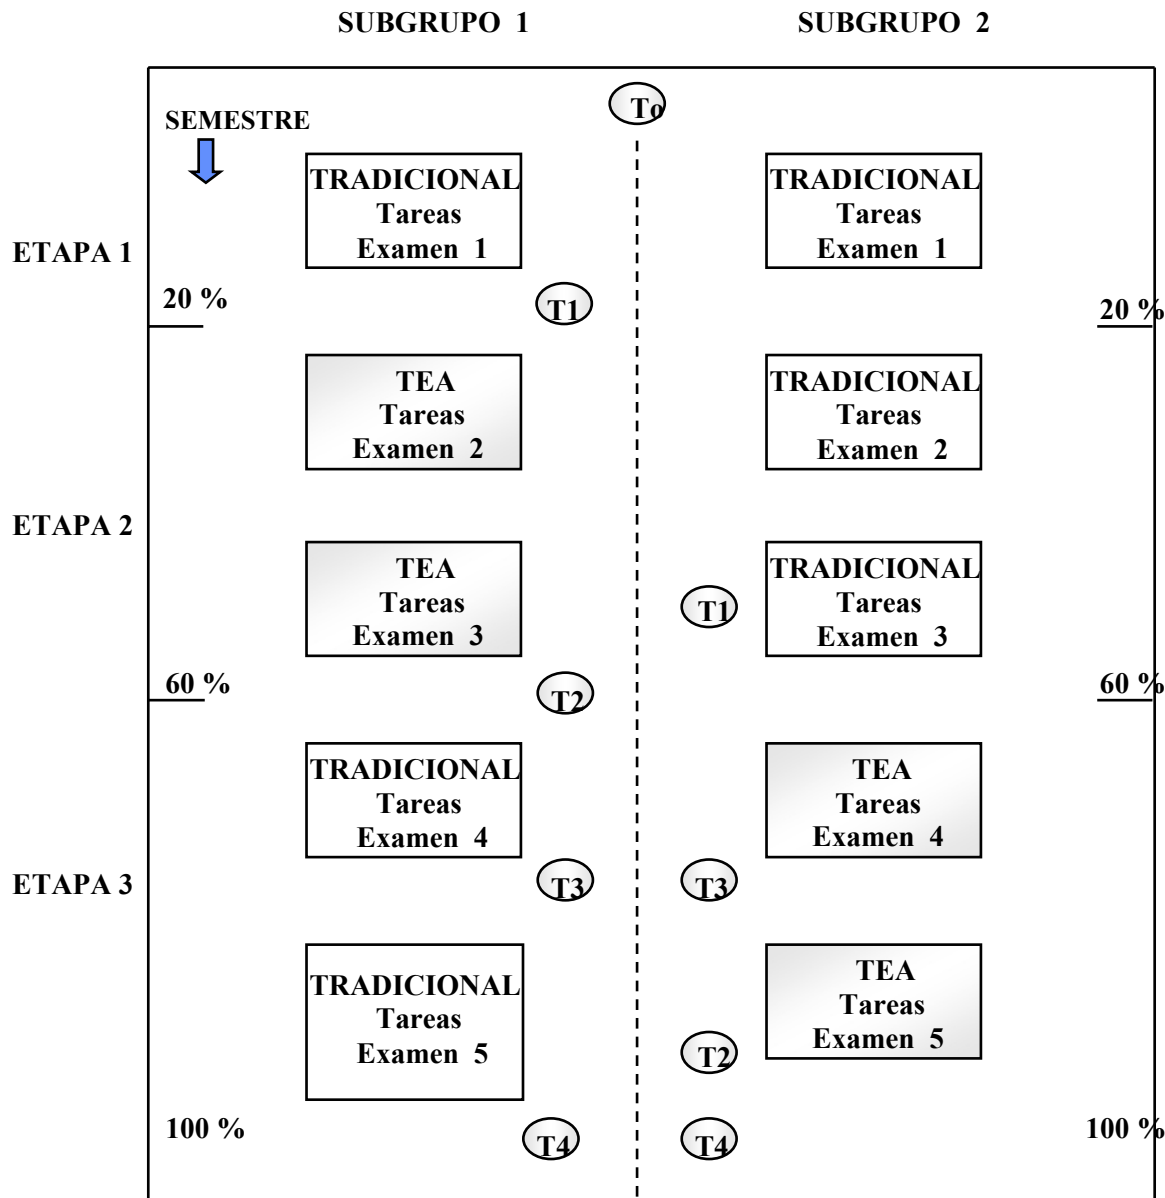 SUBGRUPO 1
SUBGRUPO 2
To
SEMESTRE
TRADICIONAL
Tareas
Examen 1
TRADICIONAL
Tareas
Examen 1
ETAPA 1
20 %
T1
20 %
TEA
Tareas
Examen 2
TRADICIONAL
Tareas
Examen 2
ETAPA 2
TEA
Tareas
Examen 3
T1
TRADICIONAL
Tareas
Examen 3
60 %
T2
60 %
TRADICIONAL
Tareas
Examen 4
TEA
Tareas
Examen 4
ETAPA 3
T3
T3
TRADICIONAL
Tareas
Examen 5
TEA
Tareas
Examen 5
T2
100 %
T4
T4
100 %